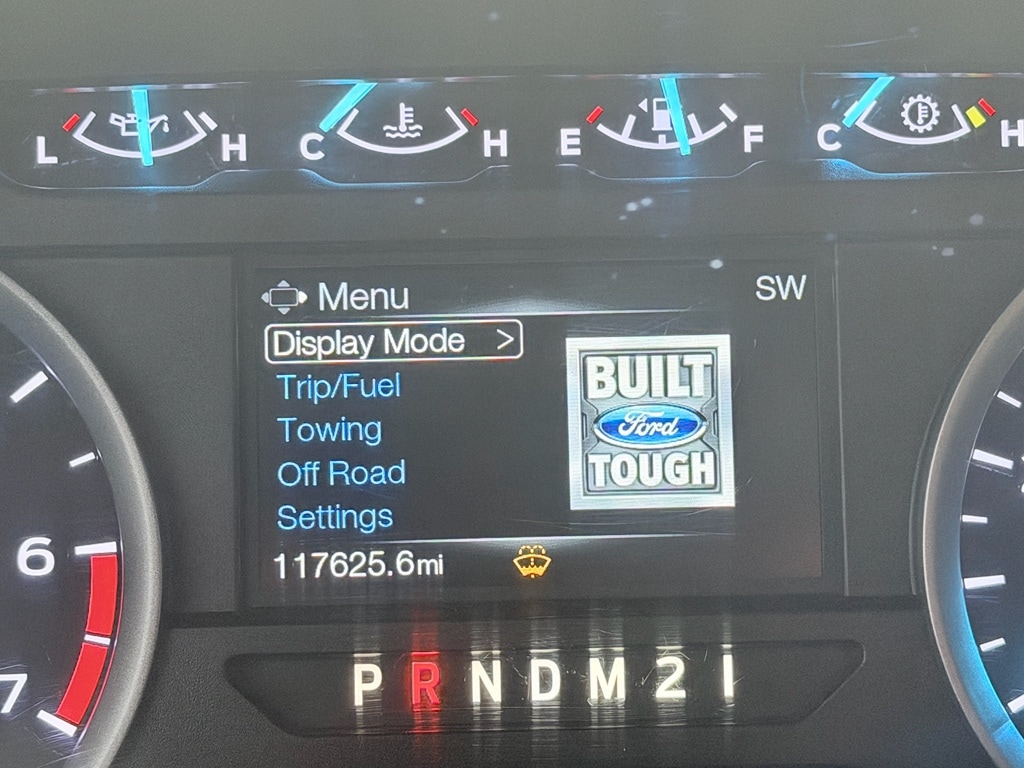 L H C H E F C H
Menu SW
Display Mode >
Trip/Fuel
Towing
Off Road
Settings
BUILT
Ford
TOUGH
117625.6mi
6
7
P R N D M 2 1